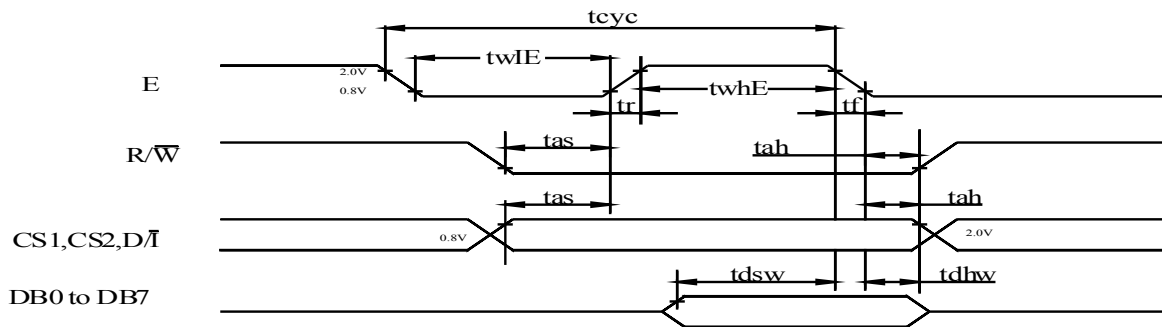 tcyc
twlE
2.0V
E
0.8V
twhE
tr
tf
R/W̅
tas
tah
tas
tah
CS1,CS2,D/I̅
0.8V
2.0V
tdsw
tdhw
DB0 to DB7